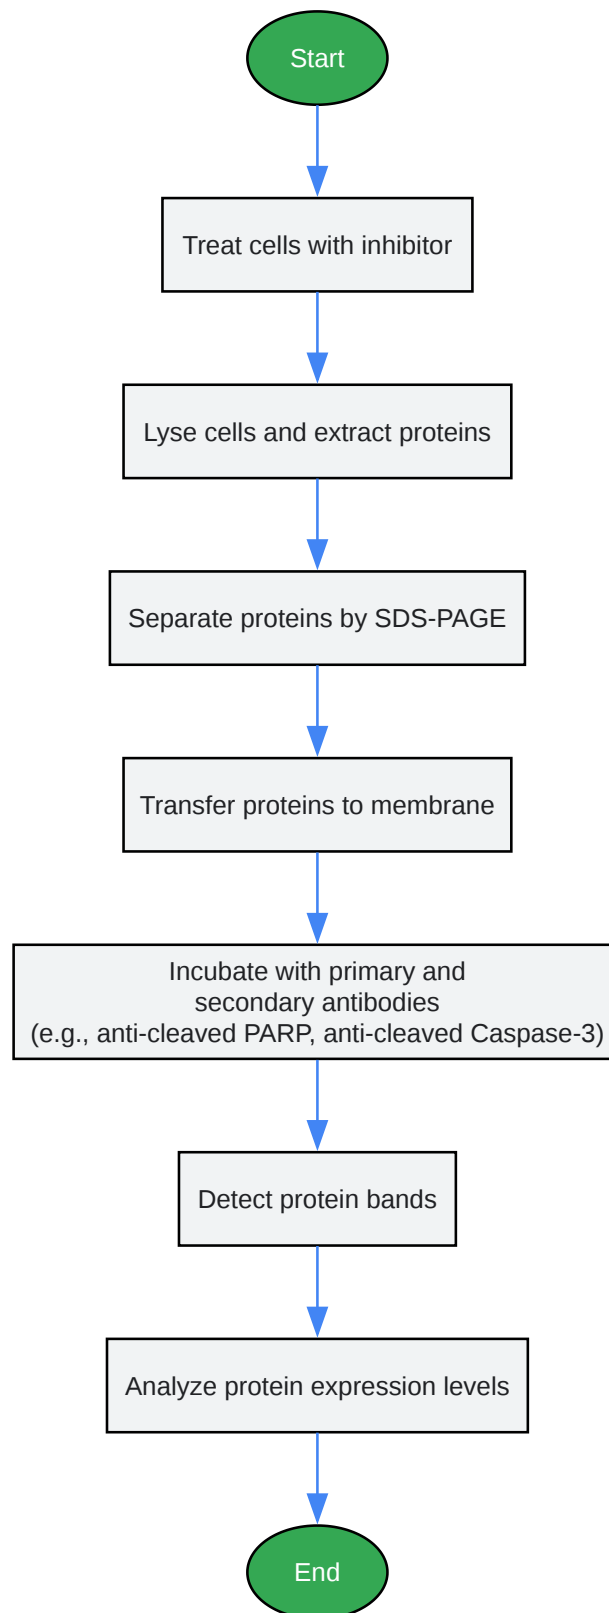 Start
Treat cells with inhibitor
Lyse cells and extract proteins
Separate proteins by SDS-PAGE
Transfer proteins to membrane
Incubate with primary and
secondary antibodies
(e.g., anti-cleaved PARP, anti-cleaved Caspase-3)
Detect protein bands
Analyze protein expression levels
End